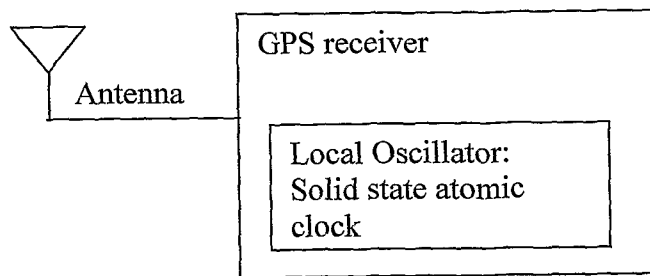 GPS receiver
Antenna
Local Oscillator:
Solid state atomic
clock